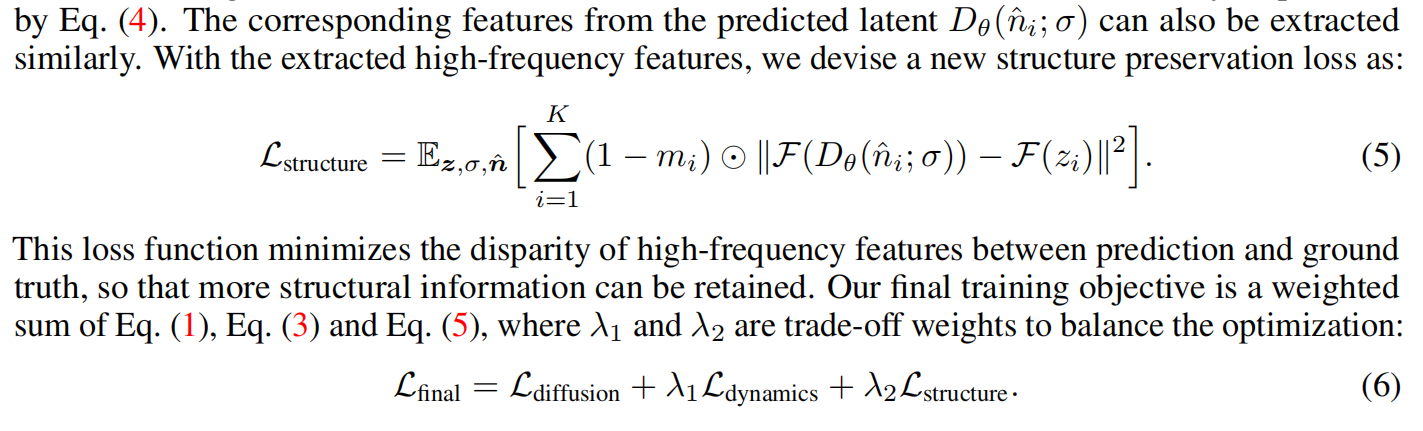 by Eq. (4). The corresponding features from the predicted latent $D_\theta(\hat{n}_i; \sigma)$ can also be extracted
similarly. With the extracted high-frequency features, we devise a new structure preservation loss as:
$\mathcal{L}_{\text{structure}} = \mathbb{E}_{\boldsymbol{z},\sigma,\hat{\boldsymbol{n}}} \Big[ \sum_{i=1}^{K} (1 - m_i) \odot \| \mathcal{F}(D_\theta(\hat{n}_i; \sigma)) - \mathcal{F}(z_i) \|^2 \Big].$ (5)
This loss function minimizes the disparity of high-frequency features between prediction and ground
truth, so that more structural information can be retained. Our final training objective is a weighted
sum of Eq. (1), Eq. (3) and Eq. (5), where $\lambda_1$ and $\lambda_2$ are trade-off weights to balance the optimization:
$\mathcal{L}_{\text{final}} = \mathcal{L}_{\text{diffusion}} + \lambda_1 \mathcal{L}_{\text{dynamics}} + \lambda_2 \mathcal{L}_{\text{structure}}.$ (6)